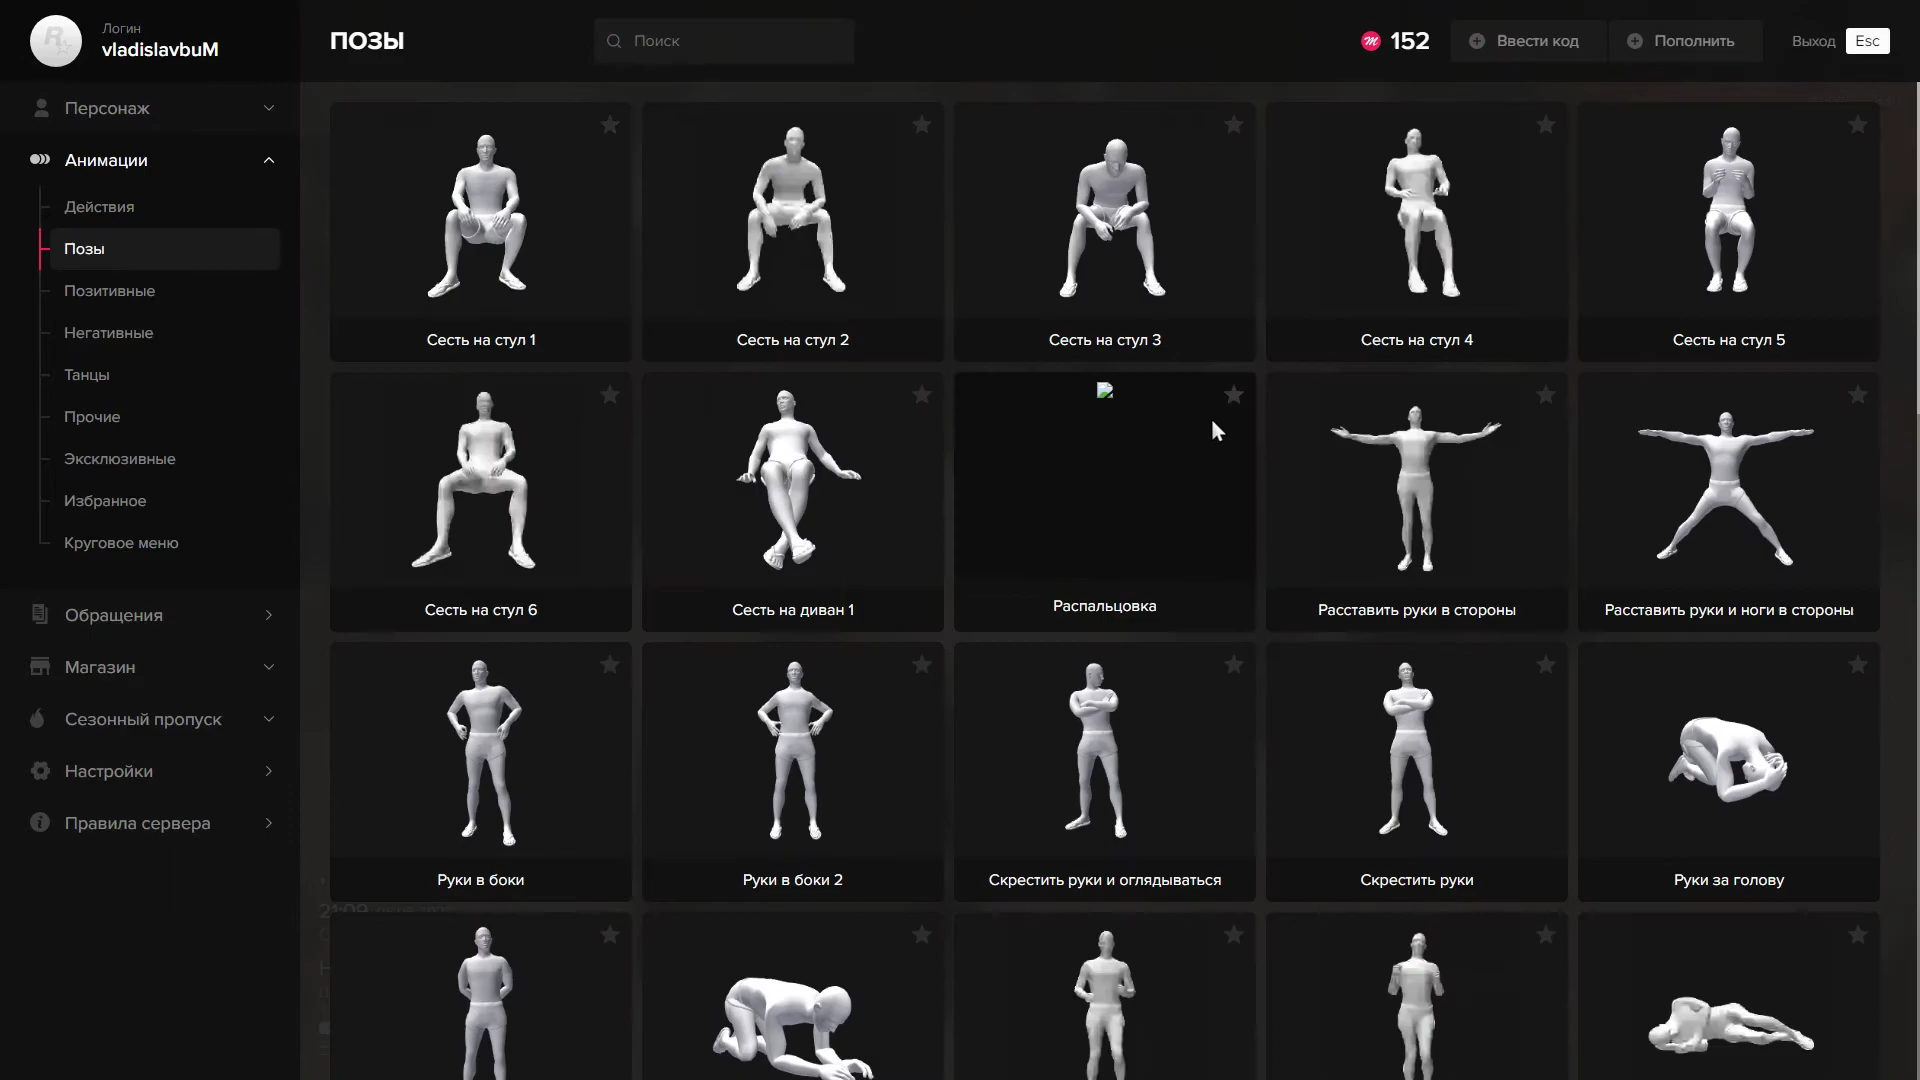 Логин
vladislavbuM
ПОЗЫ
Поиск
152
Ввести код
Пополнить
Выход
Esc
Персонаж
Анимации
Действия
Позы
Позитивные
Негативные
Танцы
Прочие
Эксклюзивные
Избранное
Круговое меню
Обращения
Магазин
Сезонный пропуск
Настройки
Правила сервера
Сесть на стул 1
Сесть на стул 2
Сесть на стул 3
Сесть на стул 4
Сесть на стул 5
Сесть на стул 6
Сесть на диван 1
Распальцовка
Расставить руки в стороны
Расставить руки и ноги в стороны
Руки в боки
Руки в боки 2
Скрестить руки и оглядываться
Скрестить руки
Руки за голову
21:09